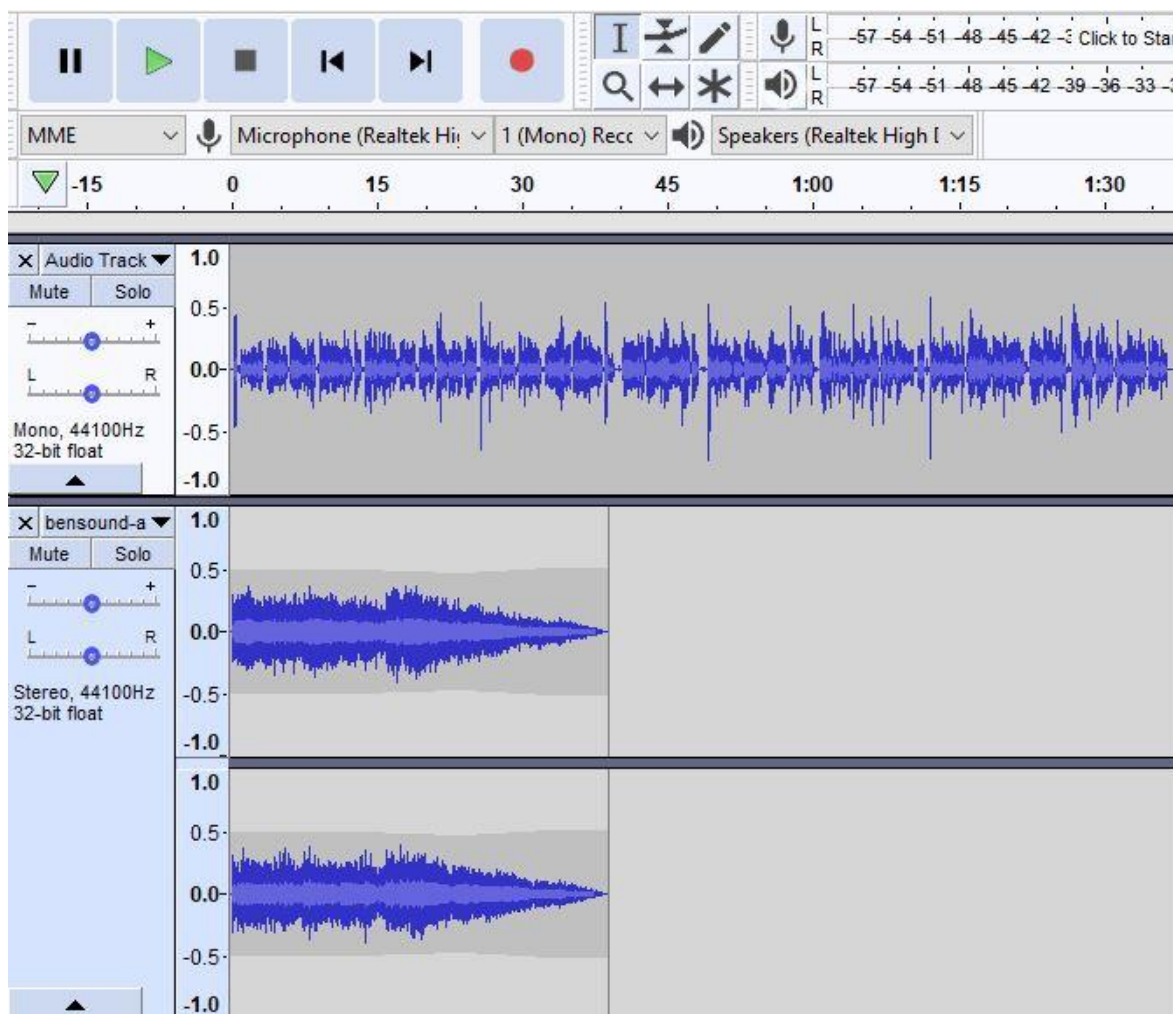 L
R
-57 -54 -51 -48 -45 -42 -3 Click to Sta
L
R
-57 -54 -51 -48 -45 -42 -39 -36 -33 -3
MME
Microphone (Realtek Hig
1 (Mono) Recc
Speakers (Realtek High D
-15 0 15 30 45 1:00 1:15 1:30
Audio Track
Mute Solo
- +
L R
Mono, 44100Hz
32-bit float
1.0
0.5
0.0
-0.5
-1.0
bensound-a
Mute Solo
- +
L R
Stereo, 44100Hz
32-bit float
1.0
0.5
0.0
-0.5
-1.0
1.0
0.5
0.0
-0.5
-1.0